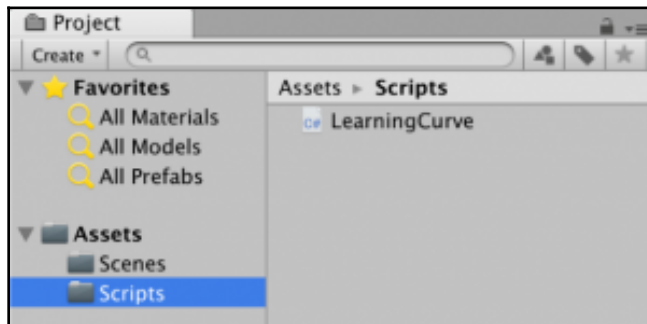 Project
Create
Favorites
All Materials
All Models
All Prefabs
Assets
Scenes
Scripts
Assets Scripts
C# LearningCurve